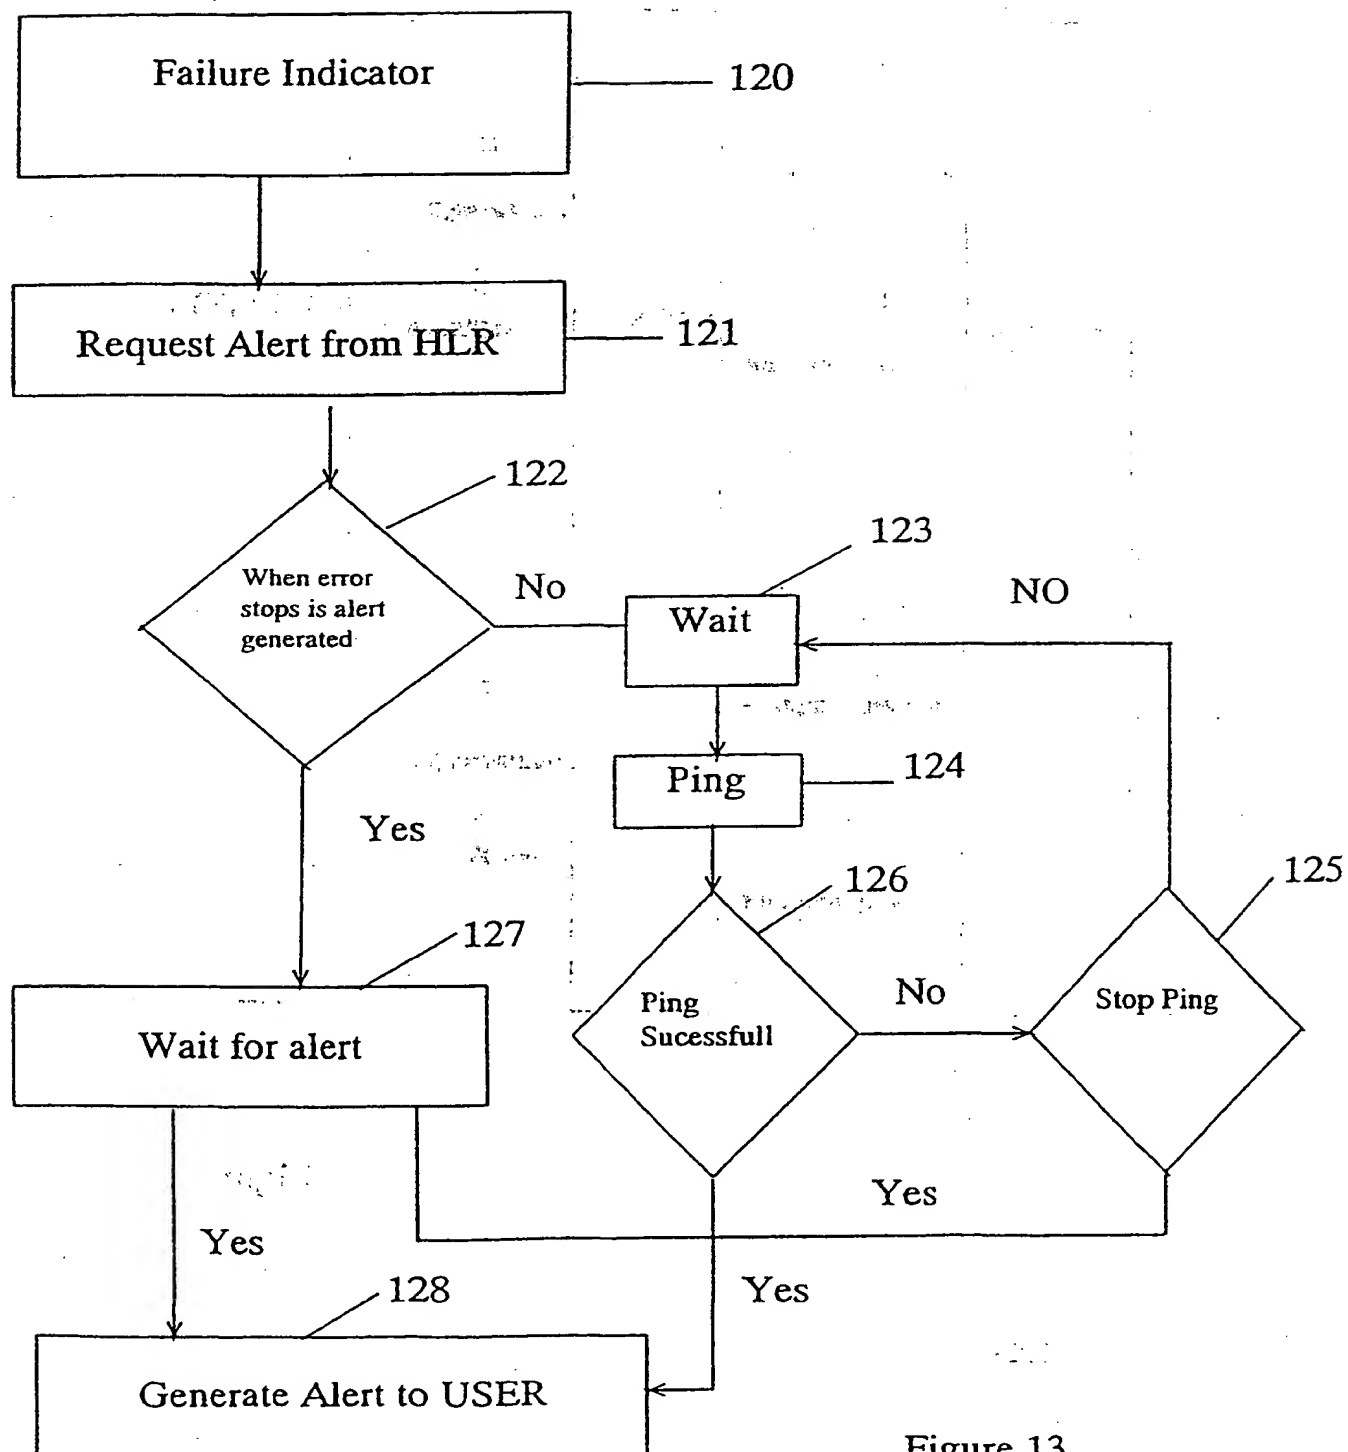 Failure Indicator
120
Request Alert from HLR
121
122
When error
stops is alert
generated
No
123
Wait
NO
Ping
124
Yes
126
125
127
Ping
Sucessfull
No
Stop Ping
Wait for alert
Yes
Yes
128
Yes
Generate Alert to USER
Figure 13